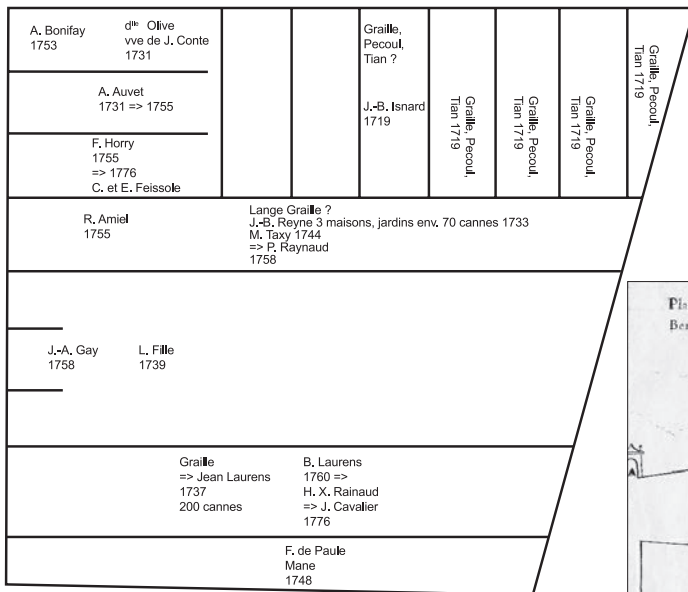 A. Bonifay
1753
dlle Olive
vve de J. Conte
1731
Graille,
Pecoul,
Tian ?
J.-B. Isnard
1719
Graille, Pecoul,
Tian 1719
Graille, Pecoul,
Tian 1719
Graille, Pecoul,
Tian 1719
Graille, Pecoul,
Tian 1719
A. Auvet
1731 => 1755
F. Horry
1755
=> 1776
C. et E. Feissole
R. Amiel
1755
Lange Graille ?
J.-B. Reyne 3 maisons, jardins env. 70 cannes 1733
M. Taxy 1744
=> P. Raynaud
1758
J.-A. Gay
1758
L. Fille
1739
Graille
=> Jean Laurens
1737
200 cannes
B. Laurens
1760 =>
H. X. Rainaud
=> J. Cavalier
1776
F. de Paule
Mane
1748